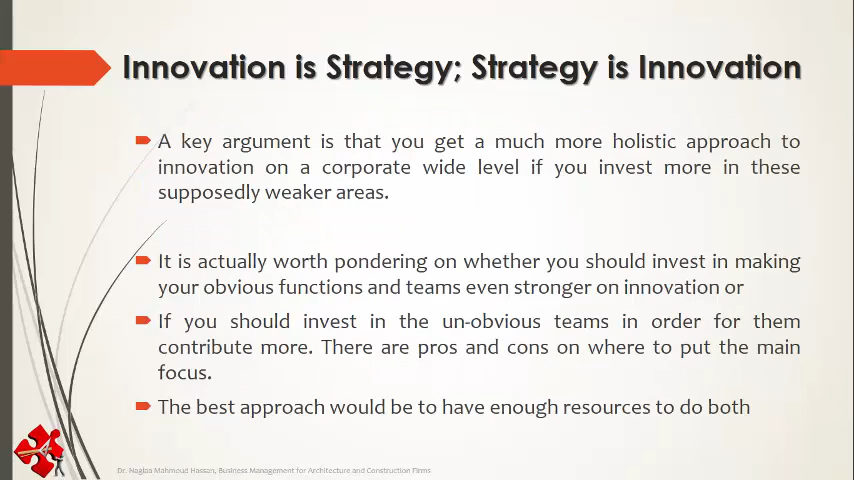 Innovation is Strategy; Strategy is Innovation
A key argument is that you get a much more holistic approach to
innovation on a corporate wide level if you invest more in these
supposedly weaker areas.
It is actually worth pondering on whether you should invest in making
your obvious functions and teams even stronger on innovation or
If you should invest in the un-obvious teams in order for them
contribute more. There are pros and cons on where to put the main
focus.
The best approach would be to have enough resources to do both
Dr. Naglaa Mahmoud Hassan, Business Management for Architecture and Construction Firms